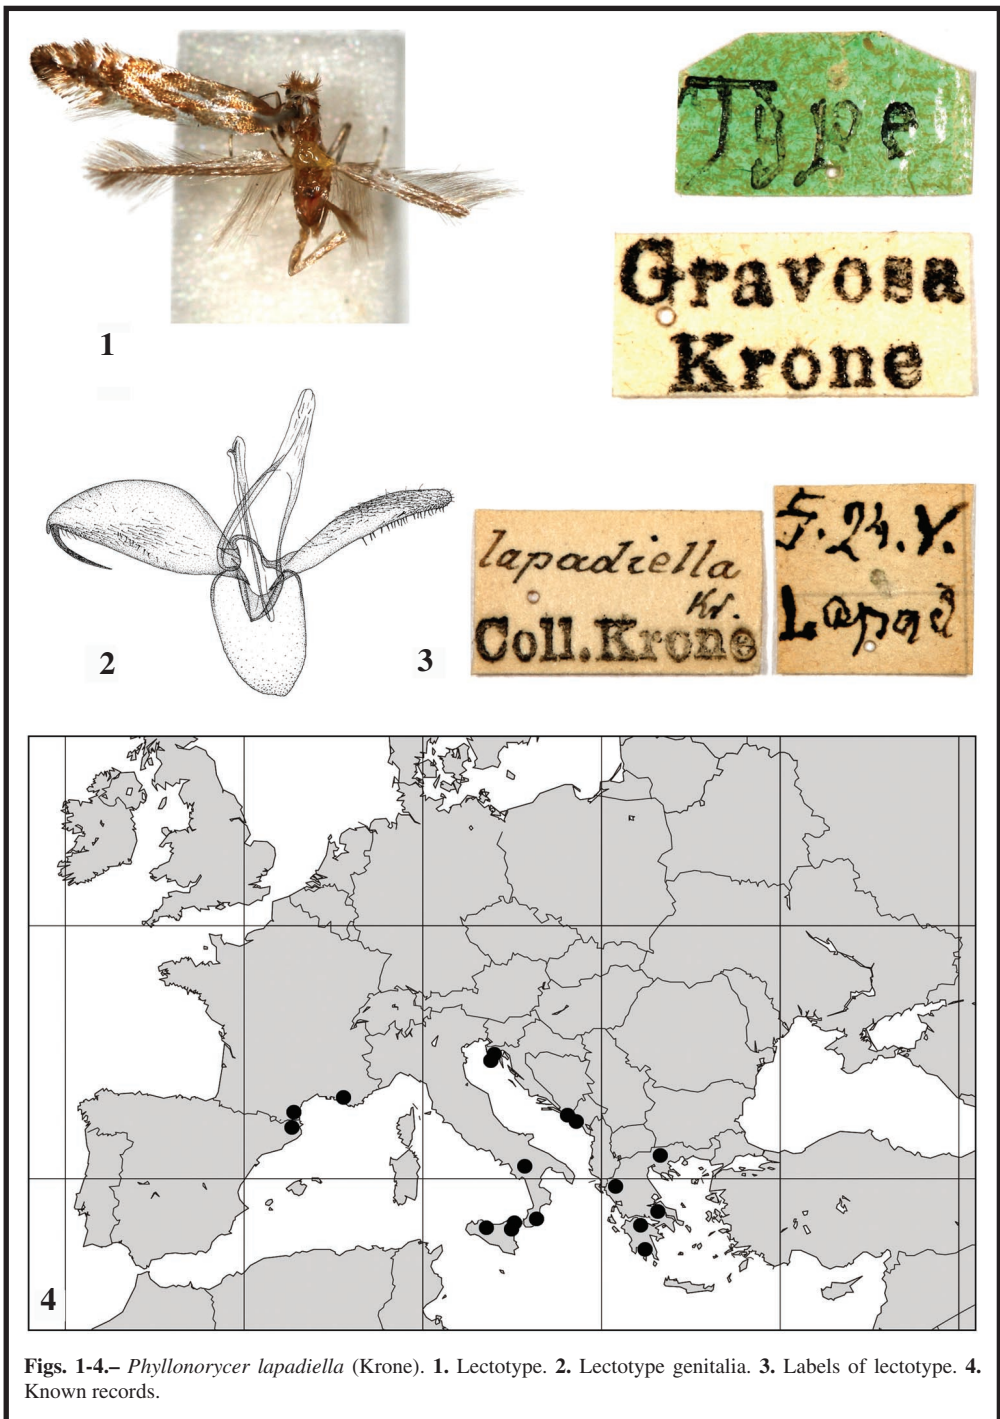 Type
Gravosa
Krone
1
lapadiella
Kr.
Coll. Krone
24.V.
Lapad
2
3
4
Figs. 1-4.– Phyllonorycer lapadiella (Krone). 1. Lectotype. 2. Lectotype genitalia. 3. Labels of lectotype. 4.
Known records.